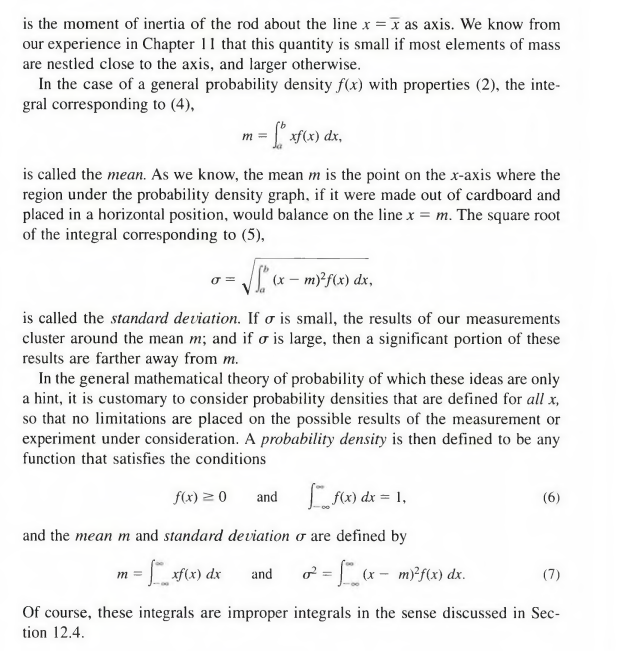 is the moment of inertia of the rod about the line x = x̅ as axis. We know from
our experience in Chapter 11 that this quantity is small if most elements of mass
are nestled close to the axis, and larger otherwise.
In the case of a general probability density f(x) with properties (2), the inte-
gral corresponding to (4),
m = ∫_a^b xf(x) dx,
is called the mean. As we know, the mean m is the point on the x-axis where the
region under the probability density graph, if it were made out of cardboard and
placed in a horizontal position, would balance on the line x = m. The square root
of the integral corresponding to (5),
σ = √(∫_a^b (x − m)²f(x) dx,
is called the standard deviation. If σ is small, the results of our measurements
cluster around the mean m; and if σ is large, then a significant portion of these
results are farther away from m.
In the general mathematical theory of probability of which these ideas are only
a hint, it is customary to consider probability densities that are defined for all x,
so that no limitations are placed on the possible results of the measurement or
experiment under consideration. A probability density is then defined to be any
function that satisfies the conditions
f(x) ≥ 0 and ∫_{−∞}^{∞} f(x) dx = 1, (6)
and the mean m and standard deviation σ are defined by
m = ∫_{−∞}^{∞} xf(x) dx and σ² = ∫_{−∞}^{∞} (x − m)²f(x) dx. (7)
Of course, these integrals are improper integrals in the sense discussed in Sec-
tion 12.4.